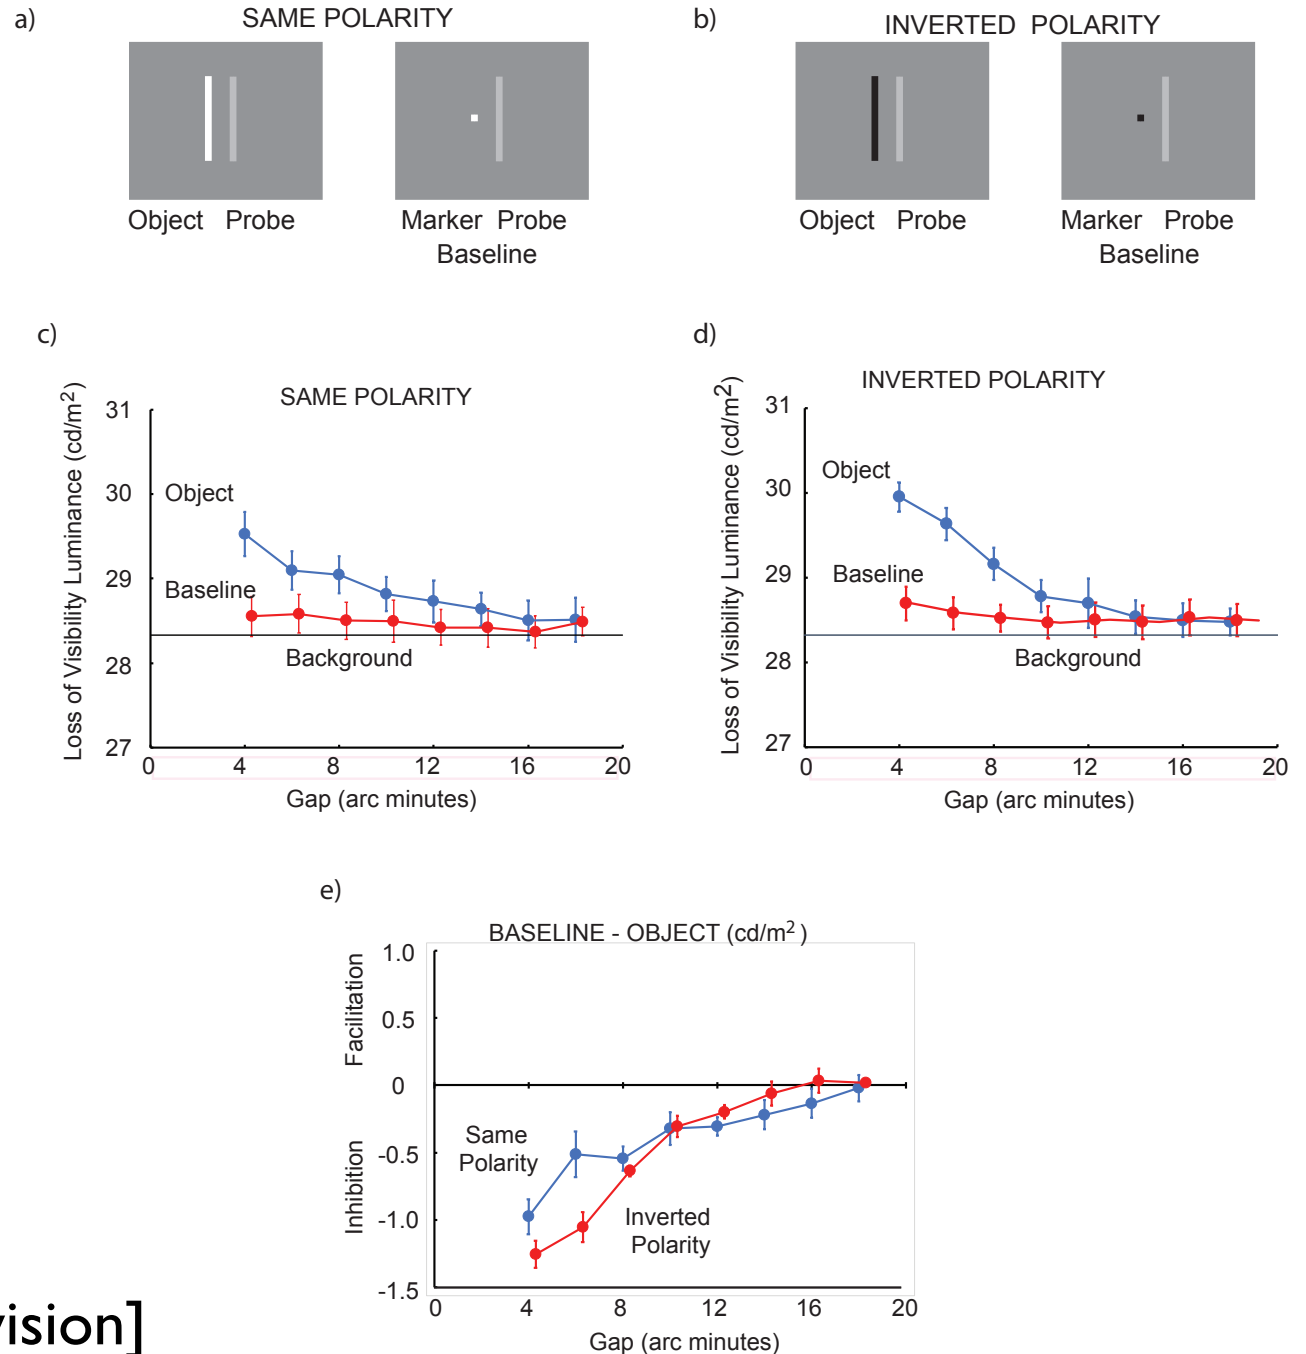 a)
SAME POLARITY
b)
INVERTED POLARITY
Object Probe
Marker Probe
Baseline
Object Probe
Marker Probe
Baseline
c)
SAME POLARITY
Loss of Visibility Luminance (cd/m²)
31
30
29
28
27
Object
Baseline
Background
0 4 8 12 16 20
Gap (arc minutes)
d)
INVERTED POLARITY
Loss of Visibility Luminance (cd/m²)
31
30
29
28
27
Object
Baseline
Background
0 4 8 12 16 20
Gap (arc minutes)
e)
BASELINE - OBJECT (cd/m²)
Facilitation
Inhibition
1.0
0.5
0
-0.5
-1.0
-1.5
Same
Polarity
Inverted
Polarity
0 4 8 12 16 20
Gap (arc minutes)
vision]